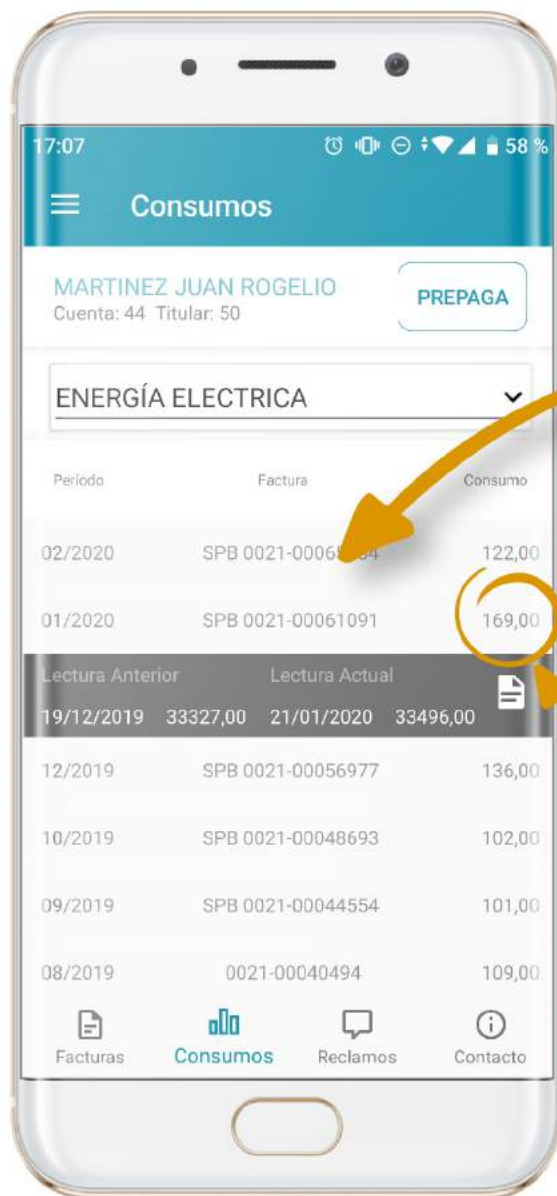 17:07 58 %
Consumos
MARTINEZ JUAN ROGELIO
PREPAGA
Cuenta: 44 Titular: 50
ENERGÍA ELECTRICA
Período Factura Consumo
02/2020 SPB 122,00
01/2020 SPB 0021-00061091 169,00
Lectura Anterior Lectura Actual
19/12/2019 33327,00 21/01/2020 33496,00
12/2019 SPB 0021-00056977 136,00
10/2019 SPB 0021-00048693 102,00
09/2019 SPB 0021-00044554 101,00
08/2019 0021-00040494 109,00
Facturas Consumos Reclamos Contacto